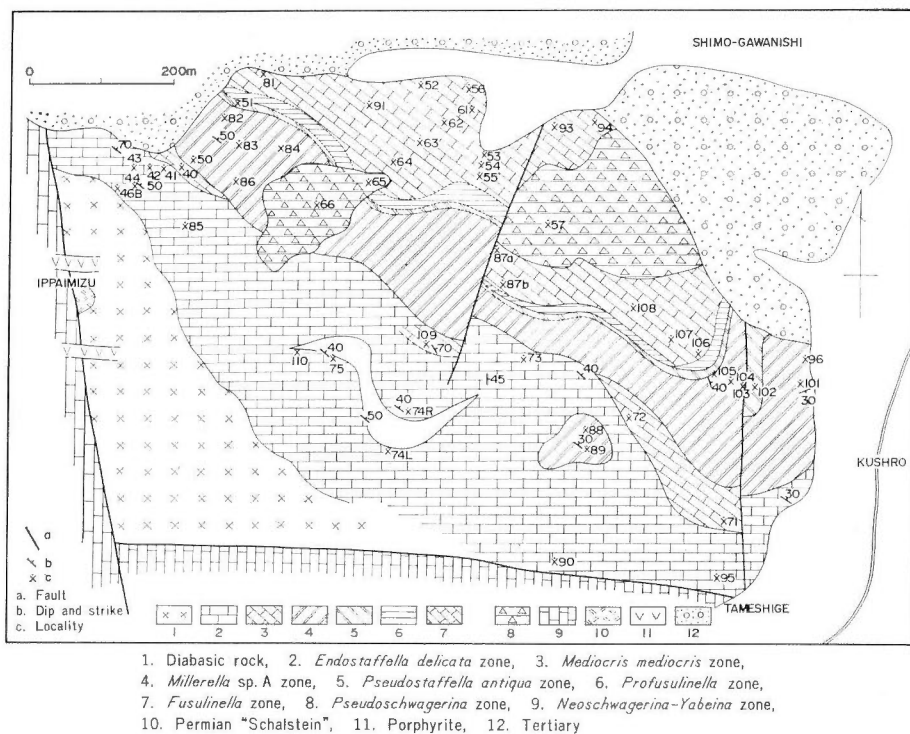 SHIMO-GAWANISHI
0 200m
81
52
56
51
91
61
82
62
93
94
70
50
83
84
63
43
50
64
53
54
44
42
41
40
55
46B
50
86
65
66
85
57
87a
IPPAIMIZU
87b
108
109
70
107
106
40
110
75
73
105
104
96
45
40
40
103
102
101
30
40
74R
72
50
88
30
89
74L
KUSHRO
30
71
a
90
b
95
c
a. Fault
b. Dip and strike
c. Locality
TAMESHIGE
1 2 3 4 5 6 7 8 9 10 11 12
1. Diabasic rock, 2. Endostaffella delicata zone, 3. Mediocris mediocris zone,
4. Millerella sp. A zone, 5. Pseudostaffella antiqua zone, 6. Profusulinella zone,
7. Fusulinella zone, 8. Pseudoschwagerina zone, 9. Neoschwagerina-Yabeina zone,
10. Permian "Schalstein", 11. Porphyrite, 12. Tertiary